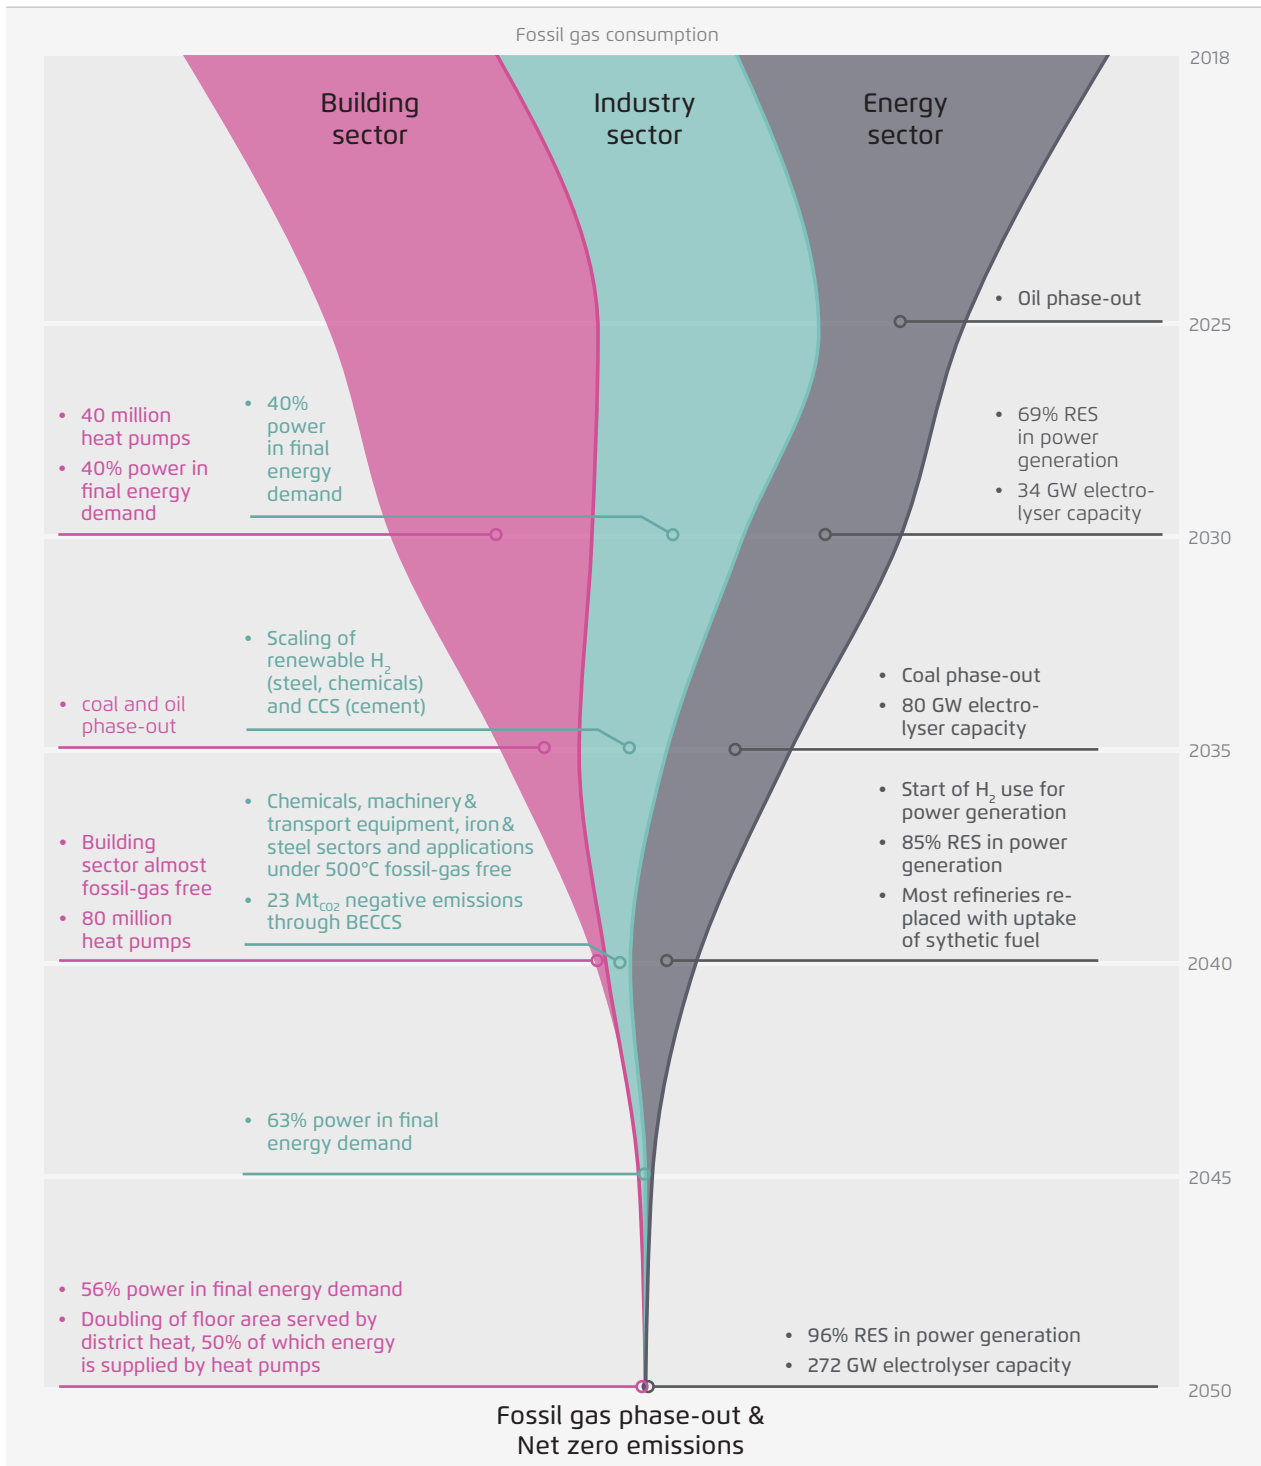 Fossil gas consumption
2018
Building
sector
Industry
sector
Energy
sector
• Oil phase-out
2025
• 40 million
heat pumps
• 40% power in
final energy
demand
• 40%
power
in final
energy
demand
• 69% RES
in power
generation
• 34 GW electro-
lyser capacity
2030
• coal and oil
phase-out
• Scaling of
renewable H₂
(steel, chemicals)
and CCS (cement)
• Coal phase-out
• 80 GW electro-
lyser capacity
2035
• Building
sector almost
fossil-gas free
• 80 million
heat pumps
• Chemicals, machinery &
transport equipment, iron &
steel sectors and applications
under 500°C fossil-gas free
• 23 Mt_CO2 negative emissions
through BECCS
• Start of H₂ use for
power generation
• 85% RES in power
generation
• Most refineries re-
placed with uptake
of sythetic fuel
2040
• 63% power in final
energy demand
2045
• 56% power in final energy demand
• Doubling of floor area served by
district heat, 50% of which energy
is supplied by heat pumps
• 96% RES in power generation
• 272 GW electrolyser capacity
2050
Fossil gas phase-out &
Net zero emissions